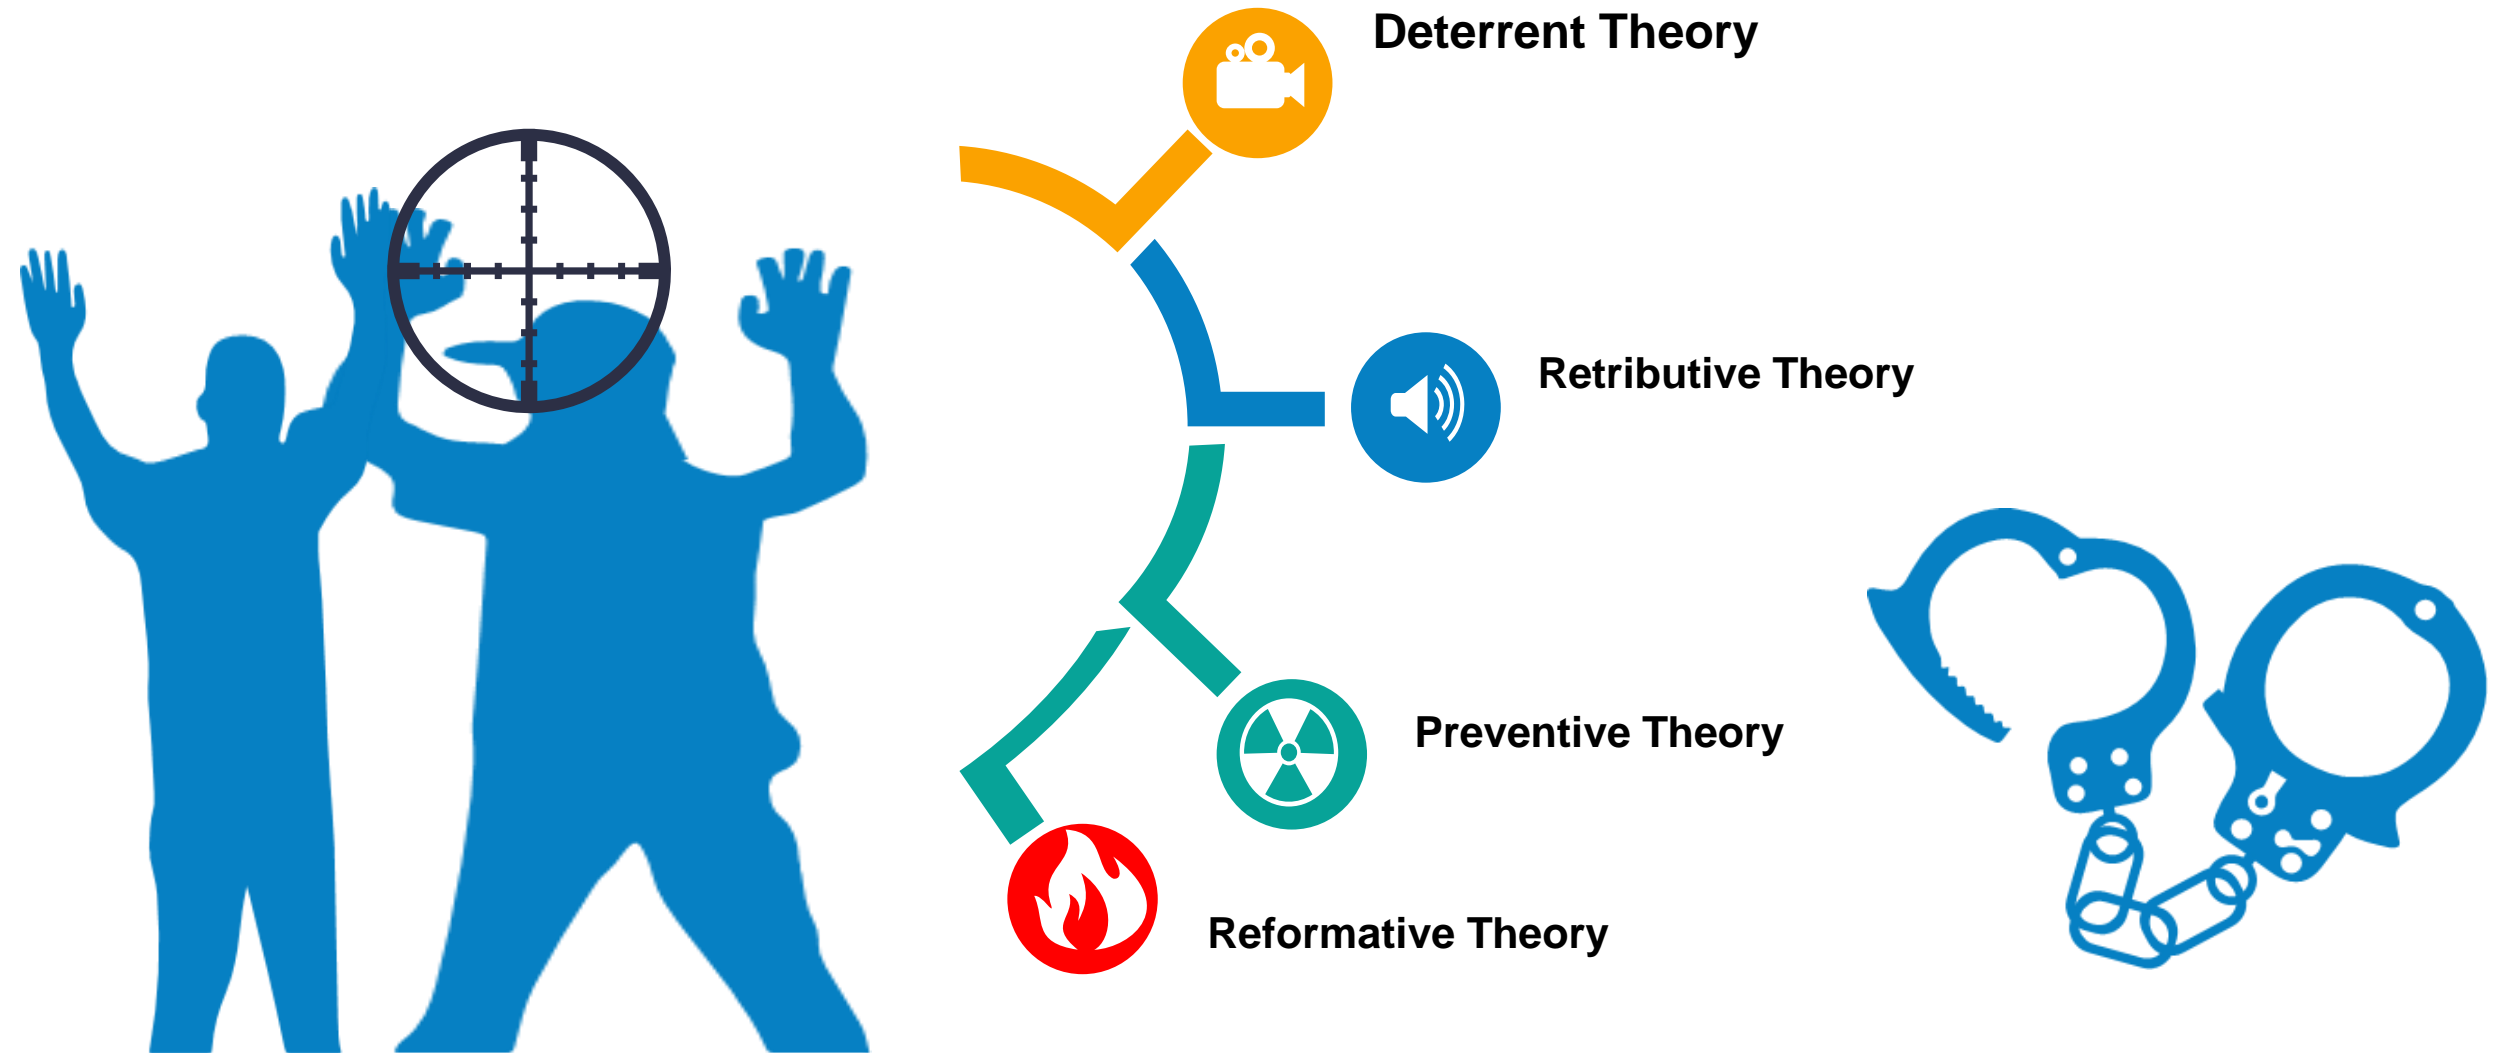 Deterrent Theory
Retributive Theory
Preventive Theory
Reformative Theory